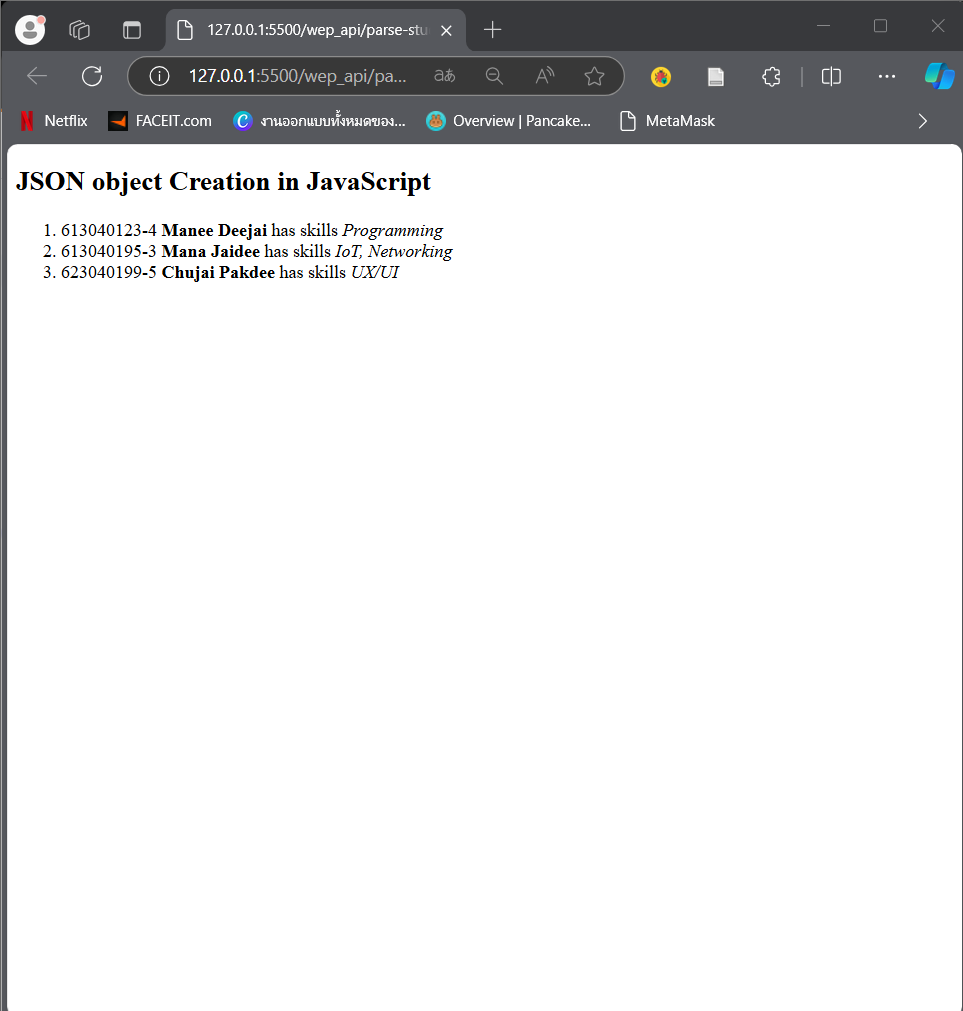 127.0.0.1:5500/wep_api/parse-stu
127.0.0.1:5500/wep_api/pa...
Netflix FACEIT.com งานออกแบบทั้งหมดของ... Overview | Pancake... MetaMask
JSON object Creation in JavaScript
1. 613040123-4 Manee Deejai has skills Programming
2. 613040195-3 Mana Jaidee has skills IoT, Networking
3. 623040199-5 Chujai Pakdee has skills UX/UI